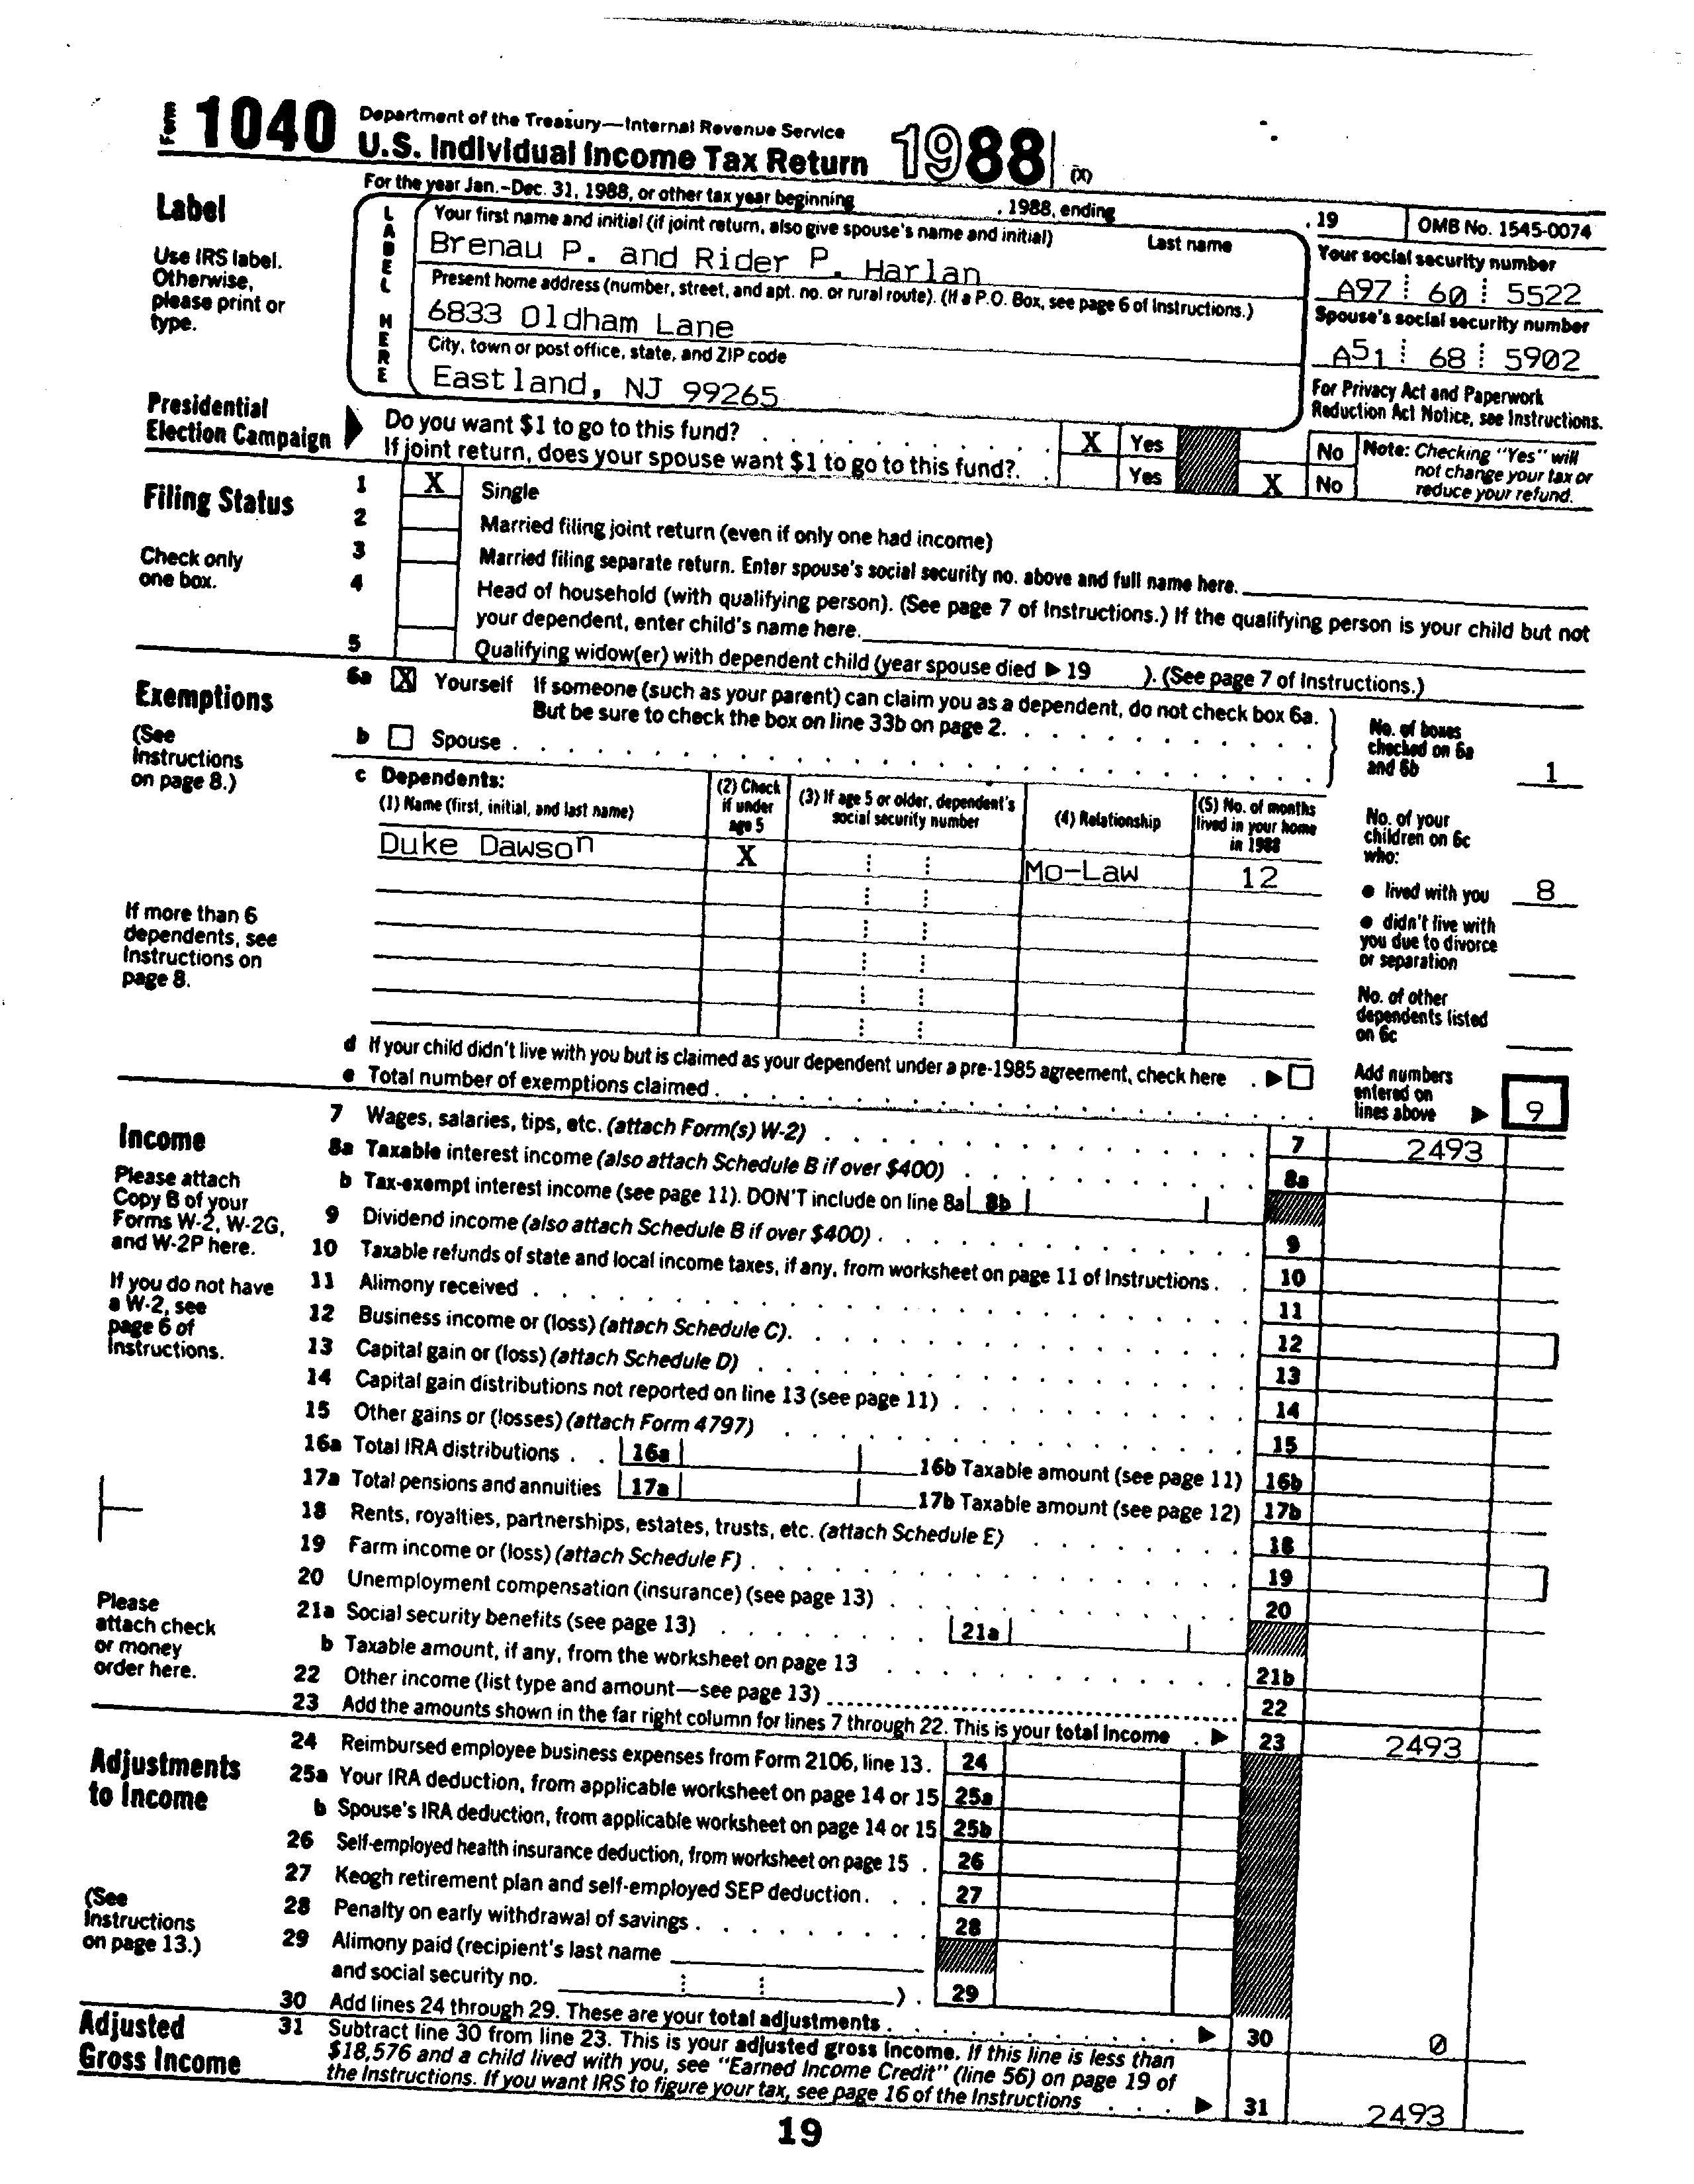 Form 1040 Department of the Treasury—Internal Revenue Service
U.S. Individual Income Tax Return 1988 (X)
For the year Jan.–Dec. 31, 1988, or other tax year beginning , 1988, ending , 19 OMB No. 1545-0074
Label
Use IRS label.
Otherwise,
please print or
type.
LABEL HERE
Your first name and initial (if joint return, also give spouse's name and initial) Last name
Brenau P. and Rider P. Harlan
Your social security number
A97 60 5522
Present home address (number, street, and apt. no. or rural route). (If a P.O. Box, see page 6 of Instructions.)
6833 Oldham Lane
Spouse's social security number
A51 68 5902
City, town or post office, state, and ZIP code
Eastland, NJ 99265
For Privacy Act and Paperwork
Reduction Act Notice, see Instructions.
Presidential
Election Campaign
Do you want $1 to go to this fund? X Yes No
If joint return, does your spouse want $1 to go to this fund? Yes X No
Note: Checking "Yes" will
not change your tax or
reduce your refund.
Filing Status
Check only
one box.
1 X Single
2 Married filing joint return (even if only one had income)
3 Married filing separate return. Enter spouse's social security no. above and full name here.
4 Head of household (with qualifying person). (See page 7 of Instructions.) If the qualifying person is your child but not
your dependent, enter child's name here.
5 Qualifying widow(er) with dependent child (year spouse died ▶ 19 ). (See page 7 of Instructions.)
Exemptions
(See
Instructions
on page 8.)
6a X Yourself If someone (such as your parent) can claim you as a dependent, do not check box 6a.
But be sure to check the box on line 33b on page 2.
b Spouse
No. of boxes
checked on 6a
and 6b 1
c Dependents:
(1) Name (first, initial, and last name)
(2) Check
if under
age 5
(3) If age 5 or older, dependent's
social security number
(4) Relationship
(5) No. of months
lived in your home
in 1988
Duke Dawson X Mo-Law 12
If more than 6
dependents, see
Instructions on
page 8.
No. of your
children on 6c
who:
● lived with you 8
● didn't live with
you due to divorce
or separation
No. of other
dependents listed
on 6c
d If your child didn't live with you but is claimed as your dependent under a pre-1985 agreement, check here . ▶
e Total number of exemptions claimed
Add numbers
entered on
lines above ▶ 9
Income
Please attach
Copy B of your
Forms W-2, W-2G,
and W-2P here.
If you do not have
a W-2, see
page 6 of
Instructions.
Please
attach check
or money
order here.
7 Wages, salaries, tips, etc. (attach Form(s) W-2) 7 2493
8a Taxable interest income (also attach Schedule B if over $400) 8a
b Tax-exempt interest income (see page 11). DON'T include on line 8a 8b
9 Dividend income (also attach Schedule B if over $400) 9
10 Taxable refunds of state and local income taxes, if any, from worksheet on page 11 of Instructions 10
11 Alimony received 11
12 Business income or (loss) (attach Schedule C) 12
13 Capital gain or (loss) (attach Schedule D) 13
14 Capital gain distributions not reported on line 13 (see page 11) 14
15 Other gains or (losses) (attach Form 4797) 15
16a Total IRA distributions 16a 16b Taxable amount (see page 11) 16b
17a Total pensions and annuities 17a 17b Taxable amount (see page 12) 17b
18 Rents, royalties, partnerships, estates, trusts, etc. (attach Schedule E) 18
19 Farm income or (loss) (attach Schedule F) 19
20 Unemployment compensation (insurance) (see page 13) 20
21a Social security benefits (see page 13) 21a
b Taxable amount, if any, from the worksheet on page 13 21b
22 Other income (list type and amount—see page 13) 22
23 Add the amounts shown in the far right column for lines 7 through 22. This is your total income . ▶ 23 2493
Adjustments
to Income
(See
Instructions
on page 13.)
24 Reimbursed employee business expenses from Form 2106, line 13 . 24
25a Your IRA deduction, from applicable worksheet on page 14 or 15 25a
b Spouse's IRA deduction, from applicable worksheet on page 14 or 15 25b
26 Self-employed health insurance deduction, from worksheet on page 15 . 26
27 Keogh retirement plan and self-employed SEP deduction 27
28 Penalty on early withdrawal of savings 28
29 Alimony paid (recipient's last name
and social security no. ) . 29
30 Add lines 24 through 29. These are your total adjustments ▶ 30 0
Adjusted
Gross Income
31 Subtract line 30 from line 23. This is your adjusted gross income. If this line is less than
$18,576 and a child lived with you, see "Earned Income Credit" (line 56) on page 19 of
the Instructions. If you want IRS to figure your tax, see page 16 of the Instructions ▶ 31 2493
19